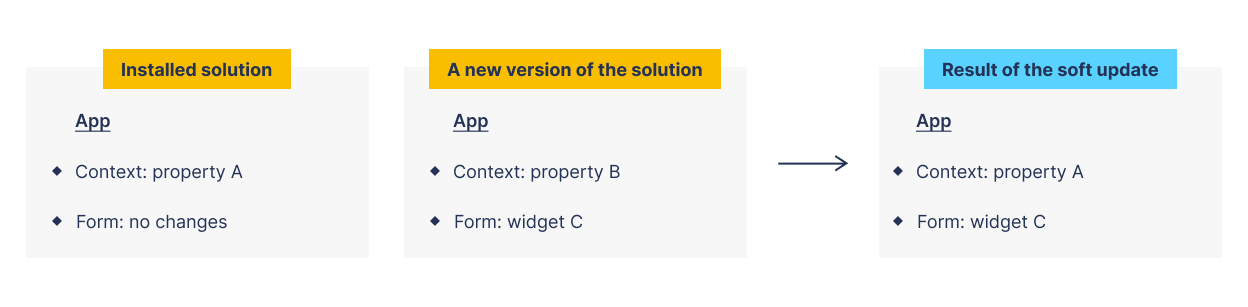 Installed solution
App
Context: property A
Form: no changes
A new version of the solution
App
Context: property B
Form: widget C
Result of the soft update
App
Context: property A
Form: widget C